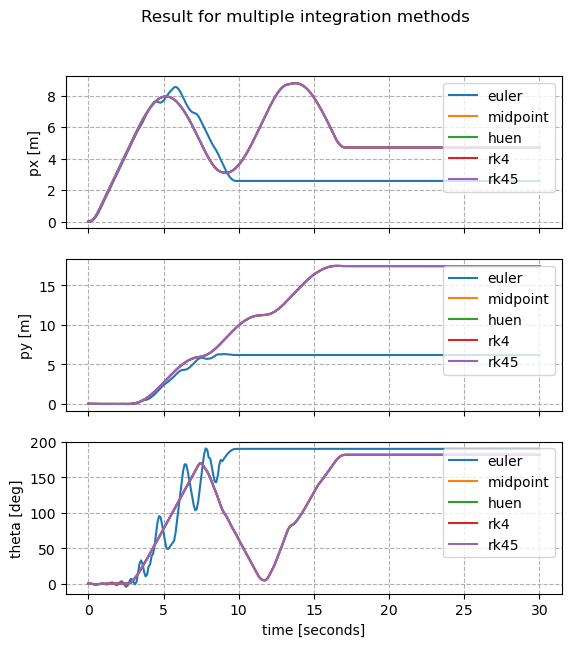 Result for multiple integration methods
px [m]
8
6
4
2
0
euler
midpoint
huen
rk4
rk45
py [m]
15
10
5
0
euler
midpoint
huen
rk4
rk45
theta [deg]
200
150
100
50
0
euler
midpoint
huen
rk4
rk45
0 5 10 15 20 25 30
time [seconds]